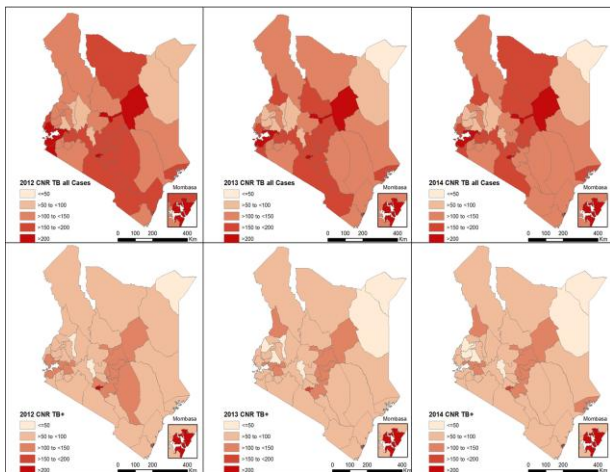 2012 CNR TB all Cases
<=50
>50 to <100
>100 to <150
>150 to <200
>200
Mombasa
0 100 200 400
Km
2013 CNR TB all Cases
<=50
>50 to <100
>100 to <150
>150 to <200
>200
Mombasa
0 100 200 400
Km
2014 CNR TB all Cases
<=50
>50 to <100
>100 to <150
>150 to <200
>200
Mombasa
0 100 200 400
Km
2012 CNR TB+
<=50
>50 to <100
>100 to <150
>150 to <200
>200
Mombasa
0 100 200 400
Km
2013 CNR TB+
<=50
>50 to <100
>100 to <150
>150 to <200
>200
Mombasa
0 100 200 400
Km
2014 CNR TB+
<=50
>50 to <100
>100 to <150
>150 to <200
>200
Mombasa
0 100 200 400
Km